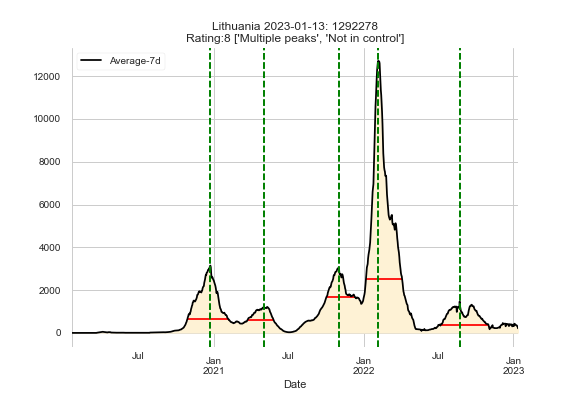 Lithuania 2023-01-13: 1292278
Rating:8 ['Multiple peaks', 'Not in control']
Average-7d
12000
10000
8000
6000
4000
2000
0
Jul
Jan
2021
Jul
Jan
2022
Jul
Jan
2023
Date